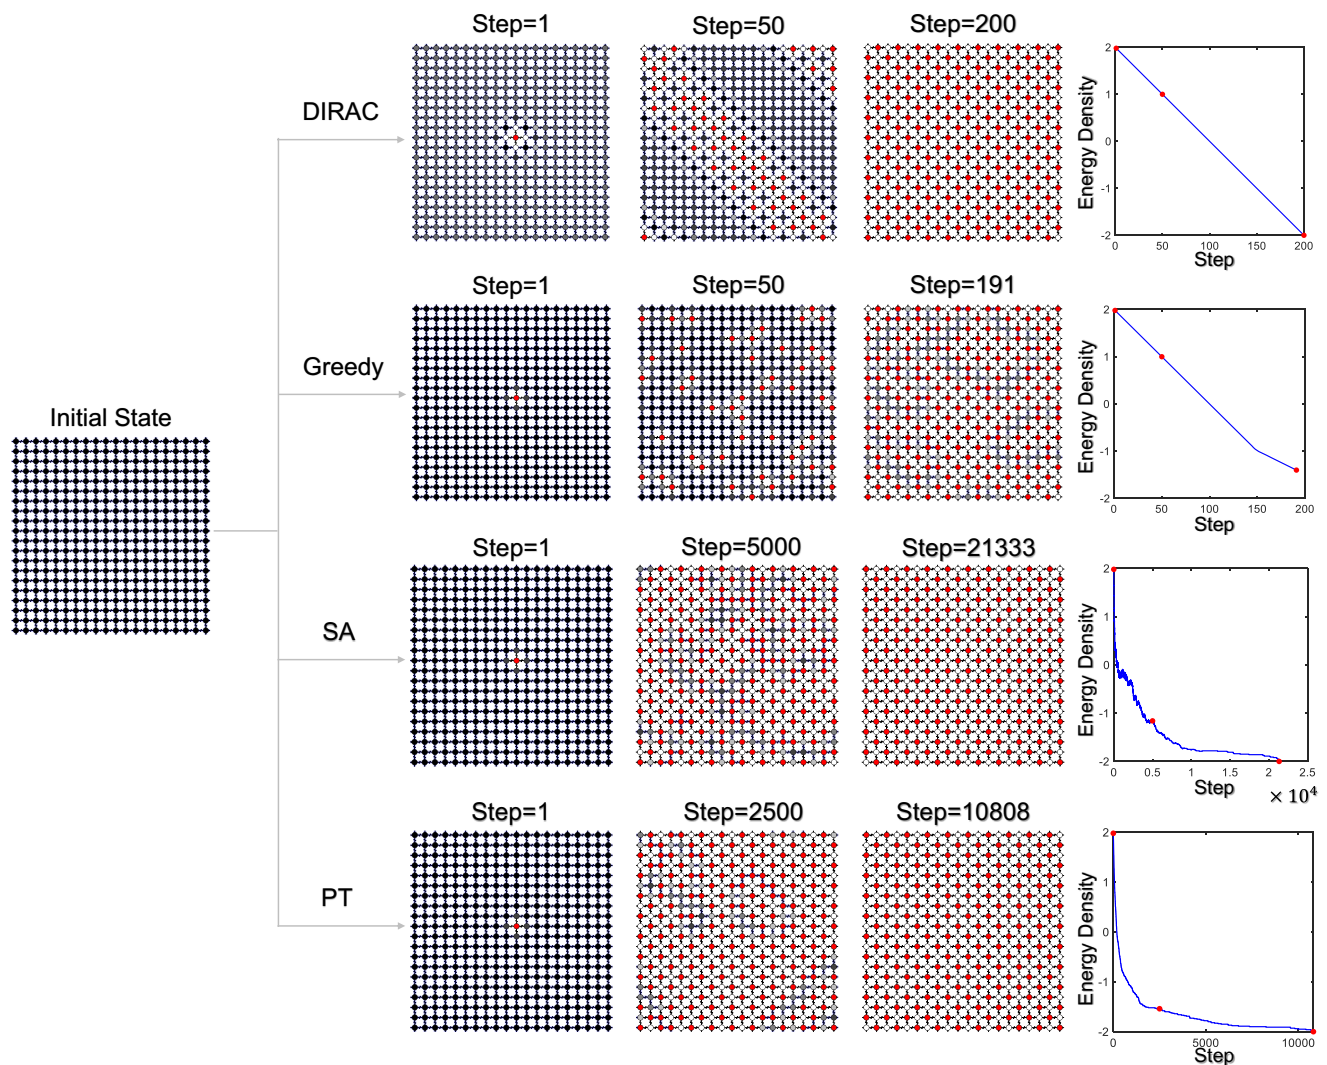 Step=1
Step=50
Step=200
DIRAC
Energy Density
2
1
0
-1
-2
0
50
100
150
200
Step
Step=1
Step=50
Step=191
Greedy
Energy Density
2
1
0
-1
-2
0
50
100
150
200
Step
Initial State
Step=1
Step=5000
Step=21333
SA
Energy Density
2
1
0
-1
-2
0
0.5
1
1.5
2
2.5
Step
× 10⁴
Step=1
Step=2500
Step=10808
PT
Energy Density
2
1
0
-1
-2
0
5000
10000
Step